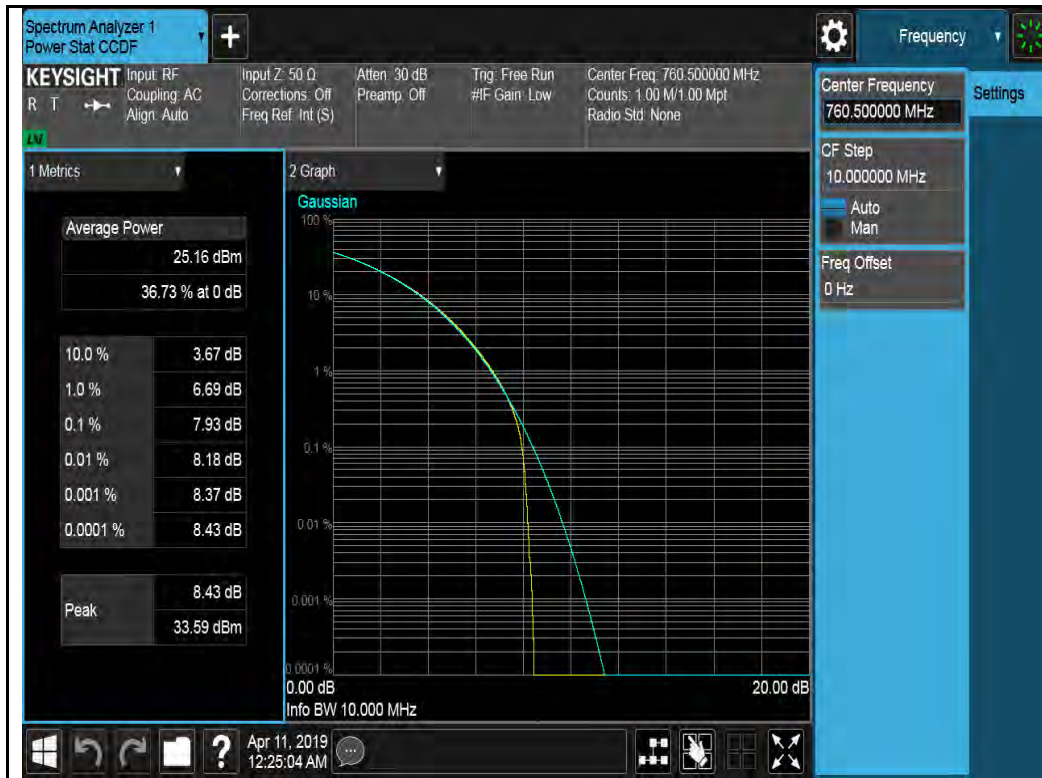 Spectrum Analyzer 1
Power Stat CCDF
+
Frequency
KEYSIGHT
R T
LXI
Input: RF
Coupling: AC
Align: Auto
Input Z: 50 Ω
Corrections: Off
Freq Ref: Int (S)
Atten: 30 dB
Preamp: Off
Trig: Free Run
#IF Gain: Low
Center Freq: 760.500000 MHz
Counts: 1.00 M/1.00 Mpt
Radio Std: None
Center Frequency
760.500000 MHz
Settings
CF Step
10.000000 MHz
Auto
Man
Freq Offset
0 Hz
1 Metrics
Average Power
25.16 dBm
36.73 % at 0 dB
10.0 % 3.67 dB
1.0 % 6.69 dB
0.1 % 7.93 dB
0.01 % 8.18 dB
0.001 % 8.37 dB
0.0001 % 8.43 dB
Peak
8.43 dB
33.59 dBm
2 Graph
Gaussian
100 %
10 %
1 %
0.1 %
0.01 %
0.001 %
0.0001 %
0.00 dB 20.00 dB
Info BW 10.000 MHz
?
Apr 11, 2019
12:25:04 AM